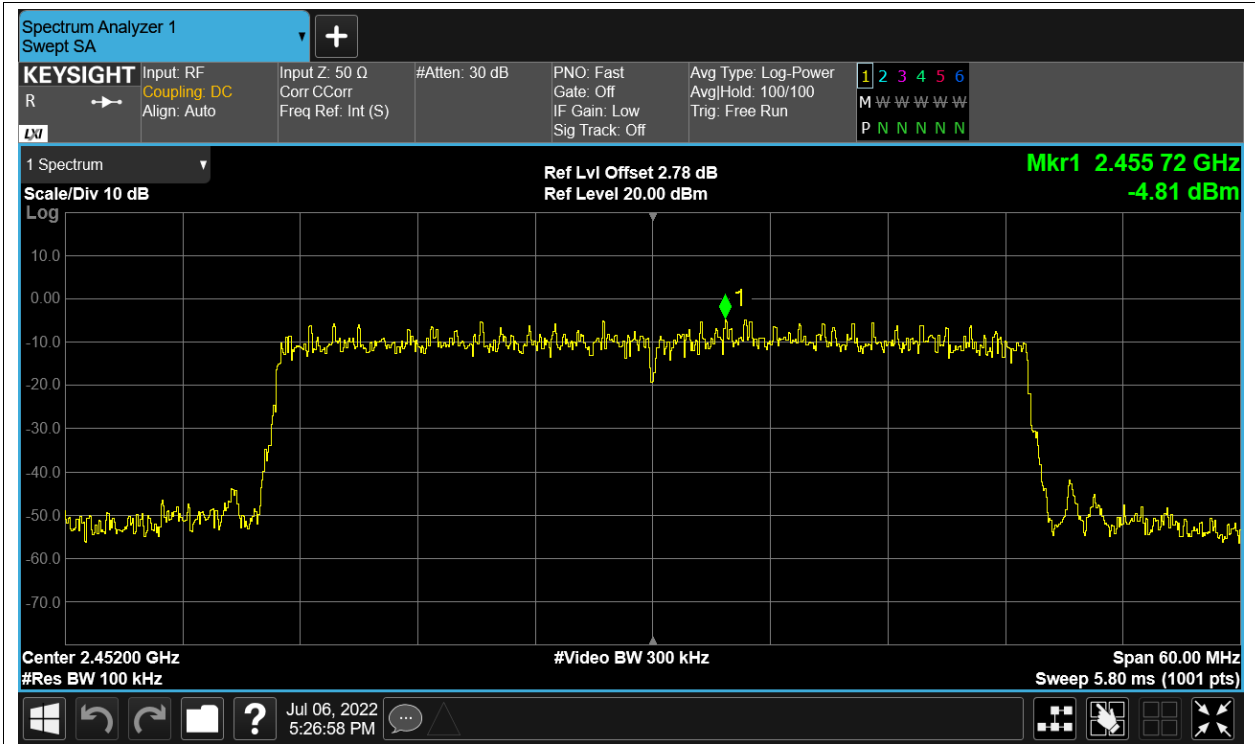 Spectrum Analyzer 1
Swept SA
KEYSIGHT
R
LXI
Input: RF
Coupling: DC
Align: Auto
Input Z: 50 Ω
Corr CCorr
Freq Ref: Int (S)
#Atten: 30 dB
PNO: Fast
Gate: Off
IF Gain: Low
Sig Track: Off
Avg Type: Log-Power
Avg|Hold: 100/100
Trig: Free Run
1 2 3 4 5 6
M W W W W W
P N N N N N
1 Spectrum
Scale/Div 10 dB
Ref Lvl Offset 2.78 dB
Ref Level 20.00 dBm
Mkr1 2.455 72 GHz
-4.81 dBm
Log
10.0
0.00
-10.0
-20.0
-30.0
-40.0
-50.0
-60.0
-70.0
1
Center 2.45200 GHz
#Res BW 100 kHz
#Video BW 300 kHz
Span 60.00 MHz
Sweep 5.80 ms (1001 pts)
?
Jul 06, 2022
5:26:58 PM